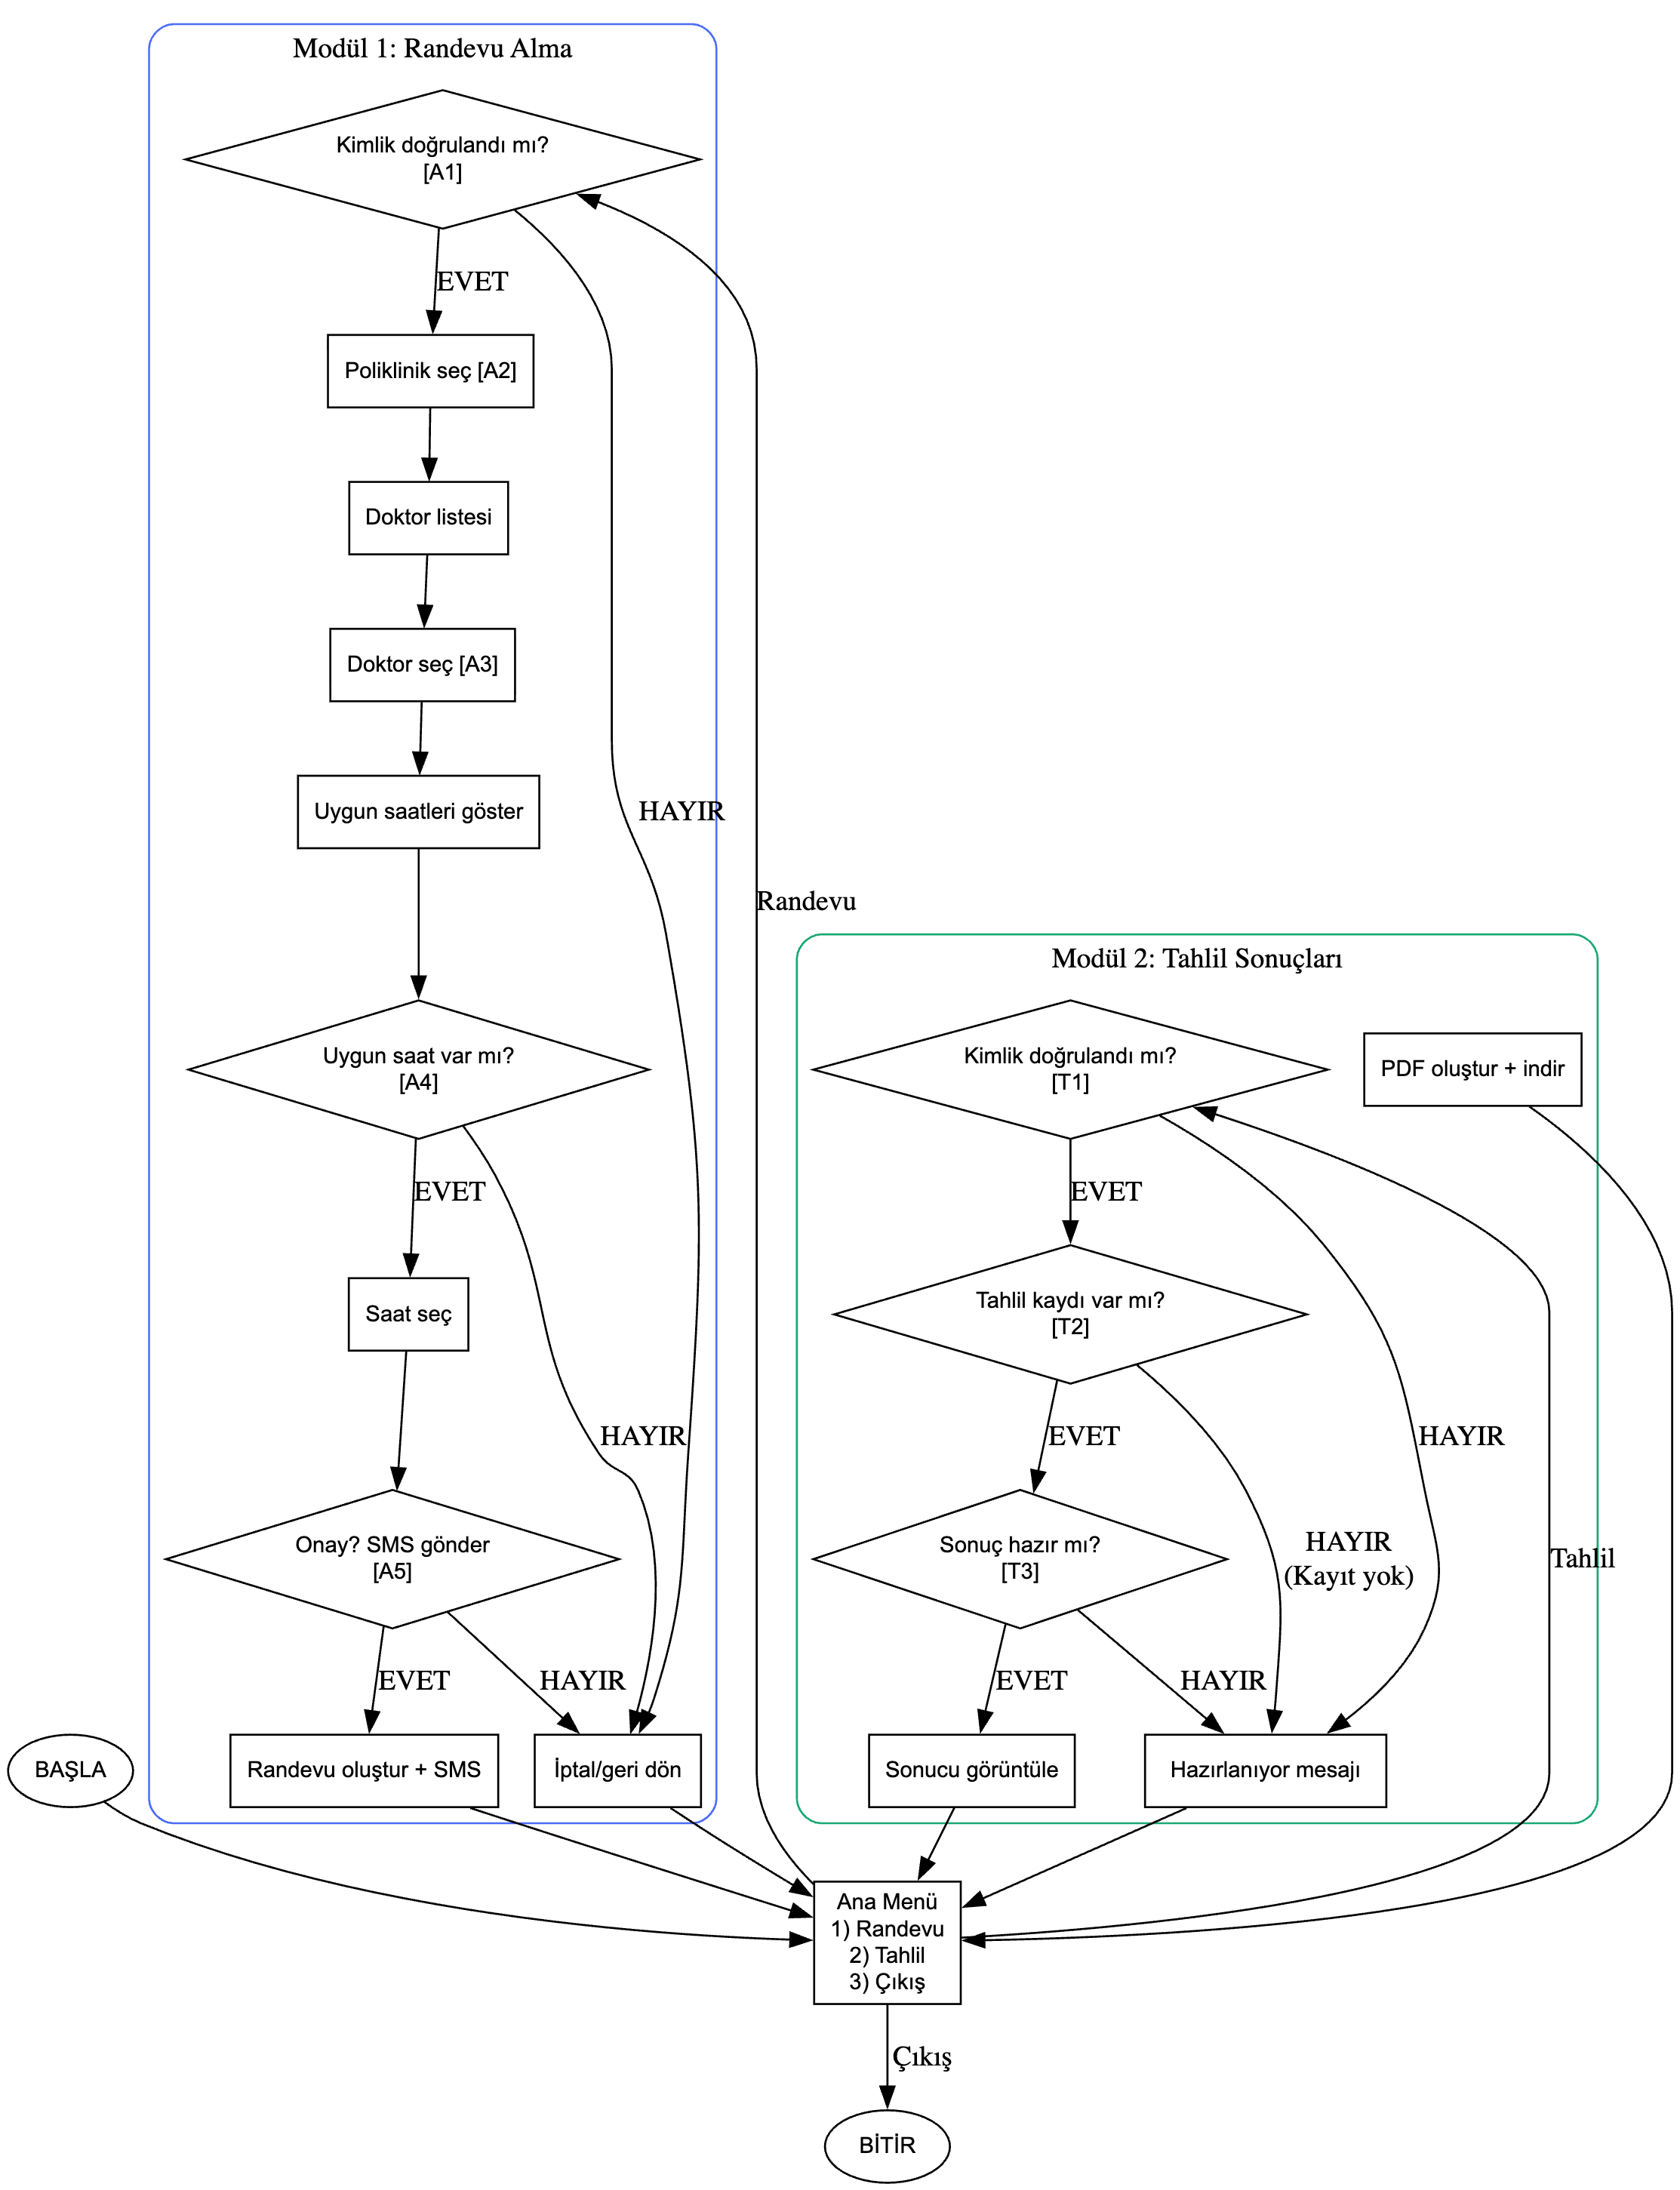 Modül 1: Randevu Alma
Kimlik doğrulandı mı?
[A1]
EVET
Poliklinik seç [A2]
Doktor listesi
Doktor seç [A3]
Uygun saatleri göster
HAYIR
Randevu
Uygun saat var mı?
[A4]
EVET
Saat seç
HAYIR
Onay? SMS gönder
[A5]
EVET
HAYIR
Randevu oluştur + SMS
İptal/geri dön
Modül 2: Tahlil Sonuçları
Kimlik doğrulandı mı?
[T1]
PDF oluştur + indir
EVET
Tahlil kaydı var mı?
[T2]
EVET
HAYIR
Sonuç hazır mı?
[T3]
HAYIR
(Kayıt yok)
Tahlil
EVET
HAYIR
Sonucu görüntüle
Hazırlanıyor mesajı
BAŞLA
Ana Menü
1) Randevu
2) Tahlil
3) Çıkış
Çıkış
BİTİR